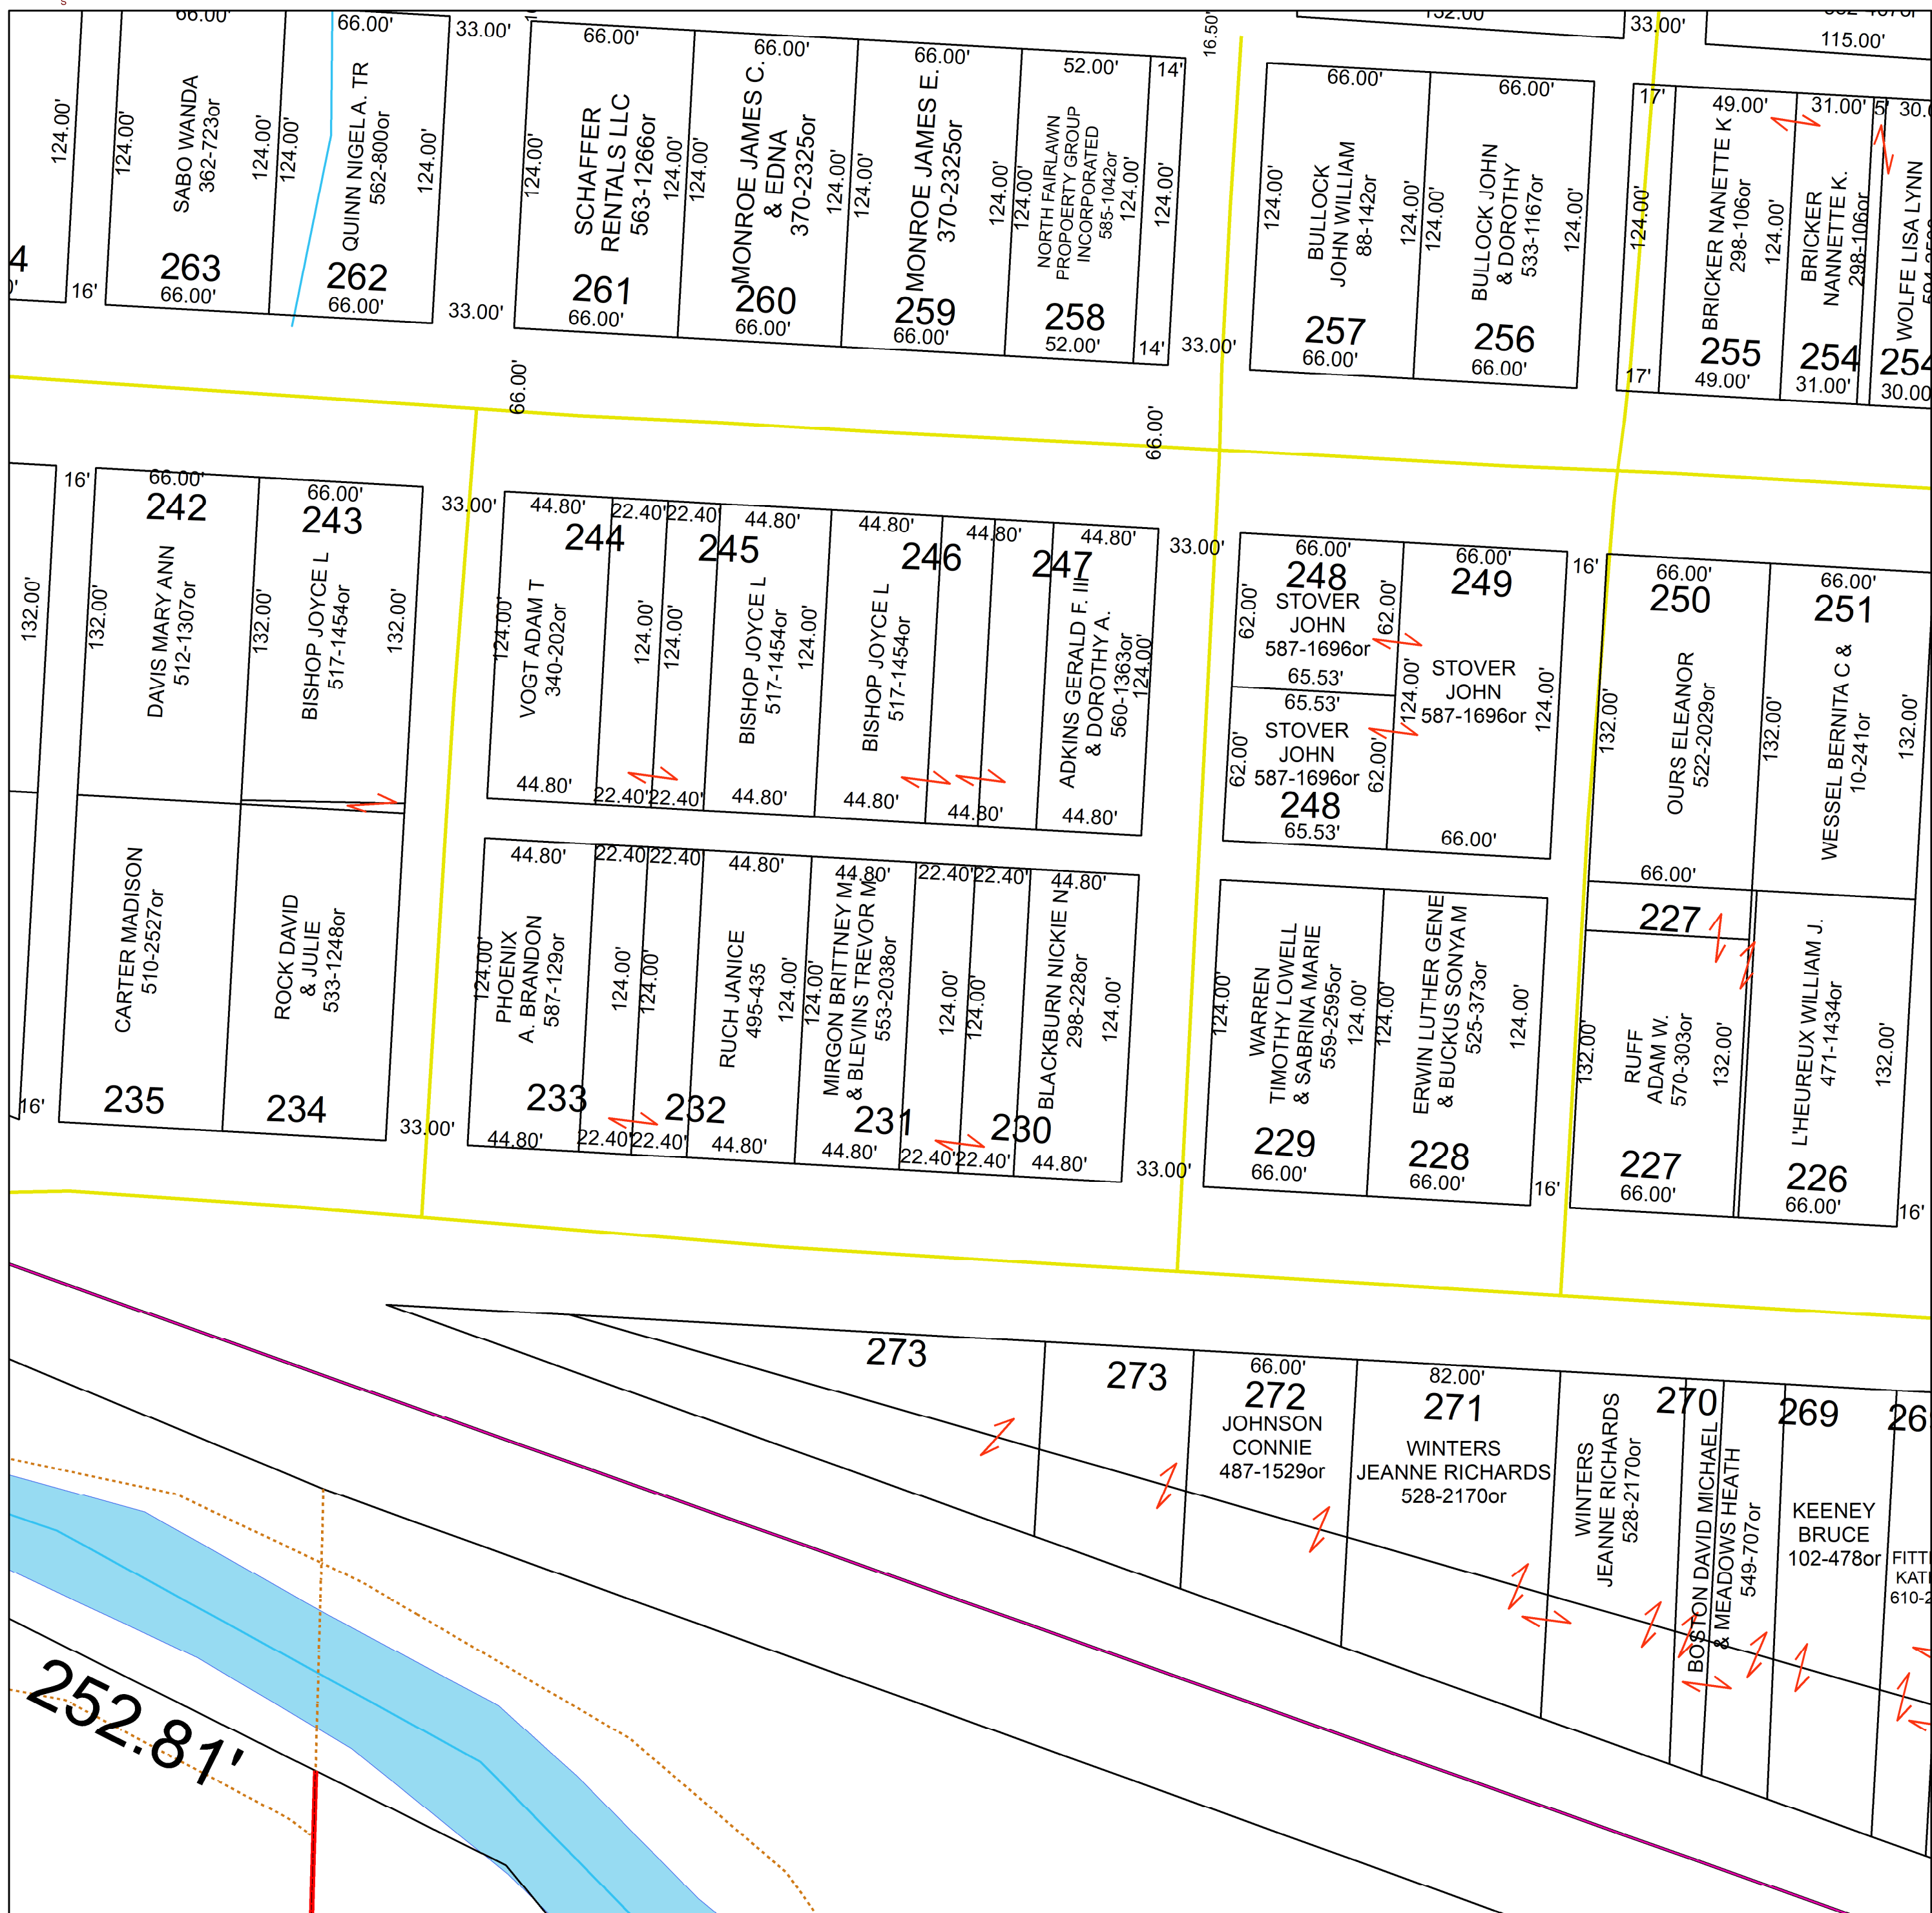 66.00'
66.00'
33.00'
66.00'
66.00'
66.00'
52.00'
14'
16.50'
132.00'
33.00'
115.00'
66.00'
66.00'
17'
49.00'
31.00'
5'
124.00'
124.00'
SABO WANDA
362-723or
124.00'
124.00'
QUINN NIGEL A. TR
562-800or
124.00'
124.00'
SCHAFFER
RENTALS LLC
563-1266or
124.00'
124.00'
MONROE JAMES C.
& EDNA
370-2325or
124.00'
124.00'
MONROE JAMES E.
370-2325or
124.00'
124.00'
NORTH FAIRLAWN
PROPOERTY GROUP
INCORPORATED
585-1042or
124.00'
124.00'
124.00'
BULLOCK
JOHN WILLIAM
88-142or
124.00'
124.00'
BULLOCK JOHN
& DOROTHY
533-1167or
124.00'
124.00'
BRICKER NANETTE K
298-106or
124.00'
BRICKER
NANNETTE K.
298-106or
WOLFE LISA LYNN
263
66.00'
262
66.00'
261
66.00'
260
66.00'
259
66.00'
258
52.00'
14'
257
66.00'
256
66.00'
17'
255
49.00'
254
31.00'
254
30.00
16'
33.00'
33.00'
66.00'
66.00'
16'
66.00'
242
DAVIS MARY ANN
512-1307or
132.00'
132.00'
66.00'
243
BISHOP JOYCE L
517-1454or
132.00'
132.00'
33.00'
44.80'
22.40'
22.40'
44.80'
44.80'
44.80'
44.80'
33.00'
244
245
246
247
124.00'
VOGT ADAM T
340-202or
124.00'
124.00'
BISHOP JOYCE L
517-1454or
124.00'
BISHOP JOYCE L
517-1454or
ADKINS GERALD F. III
& DOROTHY A.
560-1363or
124.00'
44.80'
22.40'
22.40'
44.80'
44.80'
44.80'
44.80'
66.00'
248
STOVER
JOHN
587-1696or
62.00'
62.00'
65.53'
65.53'
STOVER
JOHN
587-1696or
62.00'
62.00'
248
65.53'
66.00'
249
STOVER
JOHN
587-1696or
124.00'
124.00'
66.00'
16'
66.00'
250
OURS ELEANOR
522-2029or
132.00'
132.00'
66.00'
66.00'
251
WESSEL BERNITA C &
10-241or
132.00'
CARTER MADISON
510-2527or
235
ROCK DAVID
& JULIE
533-1248or
234
16'
33.00'
44.80'
22.40'
22.40'
44.80'
44.80'
22.40'
22.40'
44.80'
124.00'
PHOENIX
A. BRANDON
587-129or
124.00'
124.00'
RUCH JANICE
495-435
124.00'
124.00'
MIRGON BRITTNEY M
& BLEVINS TREVOR M.
553-2038or
124.00'
124.00'
BLACKBURN NICKIE N
298-228or
124.00'
233
232
231
230
44.80'
22.40'
22.40'
44.80'
44.80'
22.40'
22.40'
44.80'
33.00'
124.00'
WARREN
TIMOTHY LOWELL
& SABRINA MARIE
559-2595or
124.00'
229
66.00'
124.00'
ERWIN LUTHER GENE
& BUCKUS SONYA M
525-373or
124.00'
228
66.00'
16'
227
132.00'
RUFF
ADAM W.
570-303or
132.00'
227
66.00'
L'HEUREUX WILLIAM J.
471-1434or
132.00'
226
66.00'
16'
273
273
66.00'
272
JOHNSON
CONNIE
487-1529or
82.00'
271
WINTERS
JEANNE RICHARDS
528-2170or
270
WINTERS
JEANNE RICHARDS
528-2170or
BOSTON DAVID MICHAEL
& MEADOWS HEATH
549-707or
269
KEENEY
BRUCE
102-478or
26
252.81'